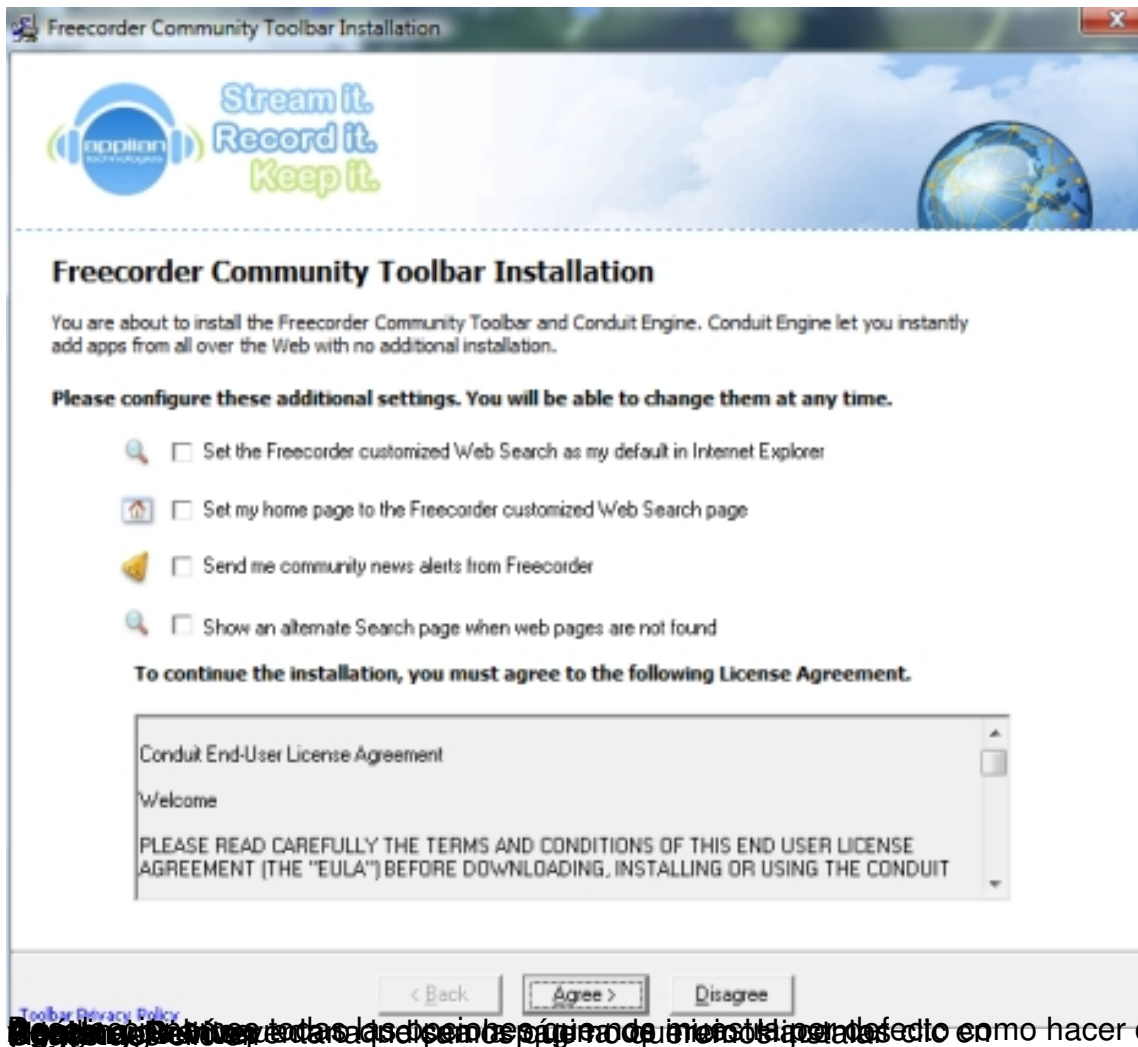 Freecorder Community Toolbar Installation
applian
technologies
Stream it.
Record it.
Keep it.
Freecorder Community Toolbar Installation
You are about to install the Freecorder Community Toolbar and Conduit Engine. Conduit Engine let you instantly
add apps from all over the Web with no additional installation.
Please configure these additional settings. You will be able to change them at any time.
Set the Freecorder customized Web Search as my default in Internet Explorer
Set my home page to the Freecorder customized Web Search page
Send me community news alerts from Freecorder
Show an alternate Search page when web pages are not found
To continue the installation, you must agree to the following License Agreement.
Conduit End-User License Agreement
Welcome
PLEASE READ CAREFULLY THE TERMS AND CONDITIONS OF THIS END USER LICENSE
AGREEMENT (THE "EULA") BEFORE DOWNLOADING, INSTALLING OR USING THE CONDUIT
< Back
Agree >
Disagree
Toolbar Privacy Policy
como hacer